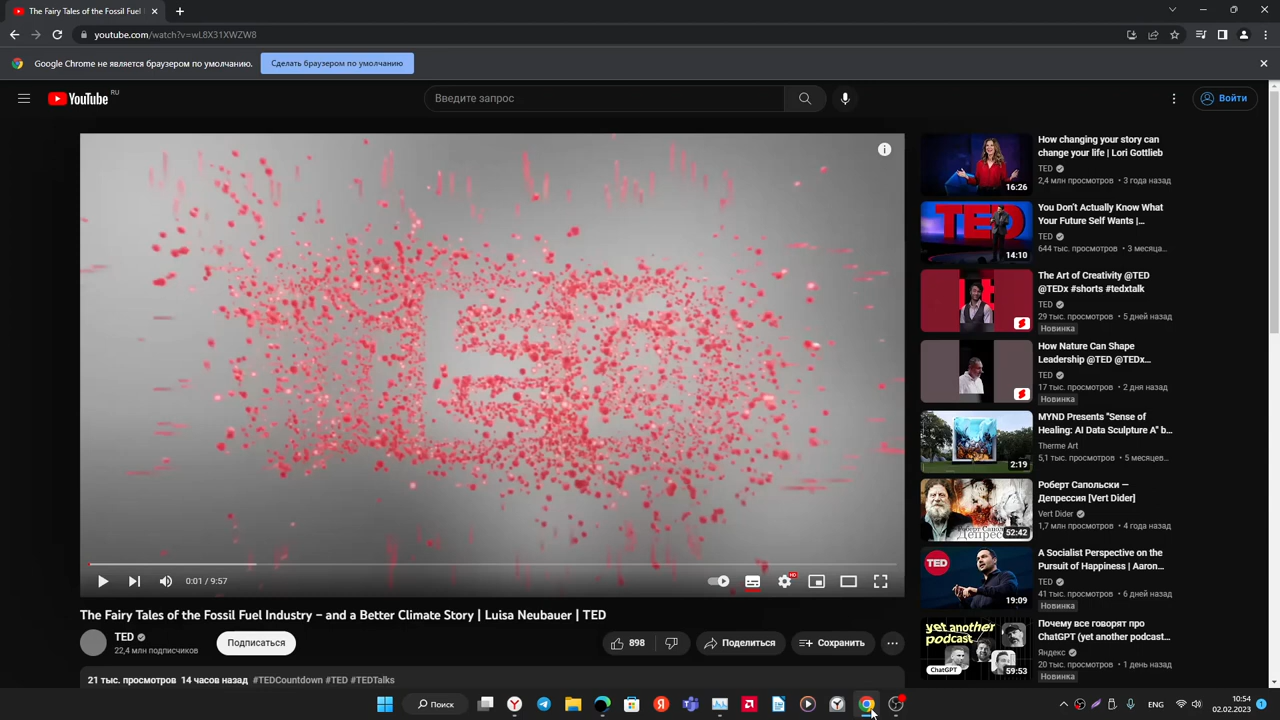 The Fairy Tales of the Fossil Fuel I
youtube.com/watch?v=wL8X31XWZW8
Google Chrome не является браузером по умолчанию.
Сделать браузером по умолчанию
YouTube
RU
Введите запрос
Войти
0:01 / 9:57
HD
The Fairy Tales of the Fossil Fuel Industry – and a Better Climate Story | Luisa Neubauer | TED
TED
22,4 млн подписчиков
Подписаться
898
Поделиться
Сохранить
21 тыс. просмотров 14 часов назад #TEDCountdown #TED #TEDTalks
16:26
How changing your story can
change your life | Lori Gottlieb
TED
2,4 млн просмотров • 3 года назад
TED
14:10
You Don’t Actually Know What
Your Future Self Wants |...
TED
644 тыс. просмотров • 3 месяца...
The Art of Creativity @TED
@TEDx #shorts #tedxtalk
TED
29 тыс. просмотров • 5 дней назад
Новинка
How Nature Can Shape
Leadership @TED @TEDx...
TED
17 тыс. просмотров • 2 дня назад
Новинка
2:19
MYND Presents "Sense of
Healing: AI Data Sculpture A" b...
Therme Art
5,1 тыс. просмотров • 5 месяцев...
52:42
Роберт Сапольски —
Депрессия [Vert Dider]
Vert Dider
1,7 млн просмотров • 4 года назад
TED
19:09
A Socialist Perspective on the
Pursuit of Happiness | Aaron...
TED
41 тыс. просмотров • 6 дней назад
Новинка
yet another
podcast
ChatGPT
59:53
Почему все говорят про
ChatGPT (yet another podcast...
Яндекс
20 тыс. просмотров • 1 день назад
Новинка
Поиск
ENG
10:54
02.02.2023